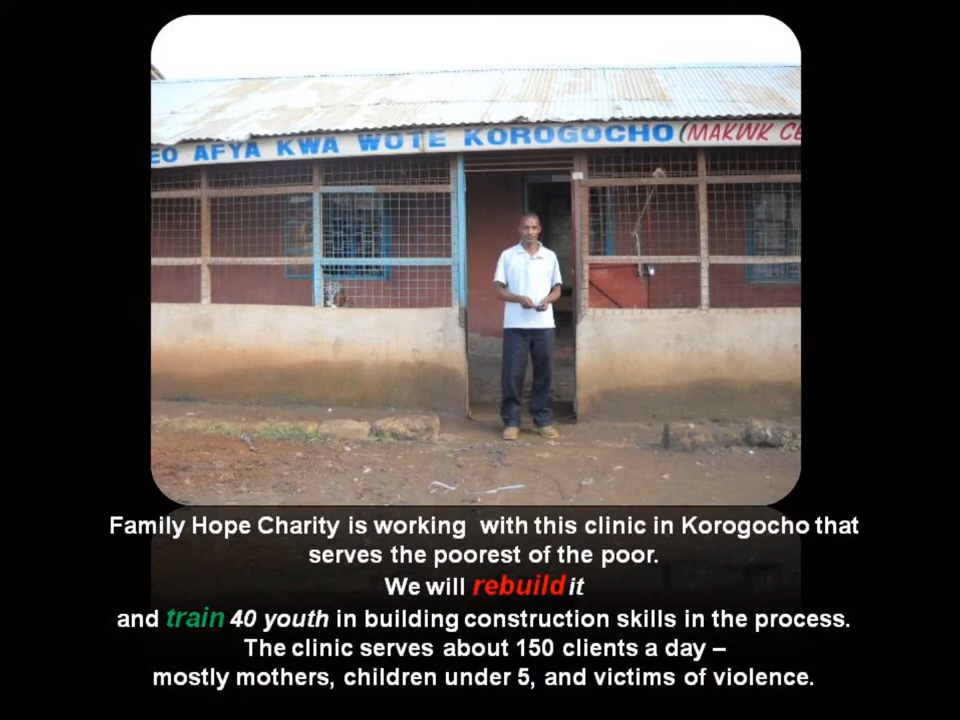 EO AFYA KWA WOTE KOROGOCHO (MAKWK CE
Family Hope Charity is working with this clinic in Korogocho that
serves the poorest of the poor.
We will rebuild it
and train 40 youth in building construction skills in the process.
The clinic serves about 150 clients a day –
mostly mothers, children under 5, and victims of violence.